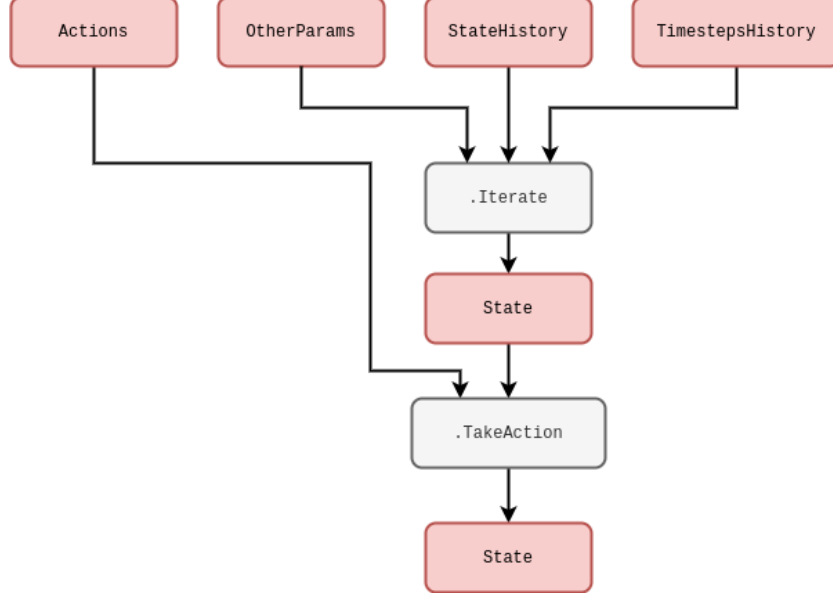 Actions
OtherParams
StateHistory
TimestepsHistory
.Iterate
State
.TakeAction
State